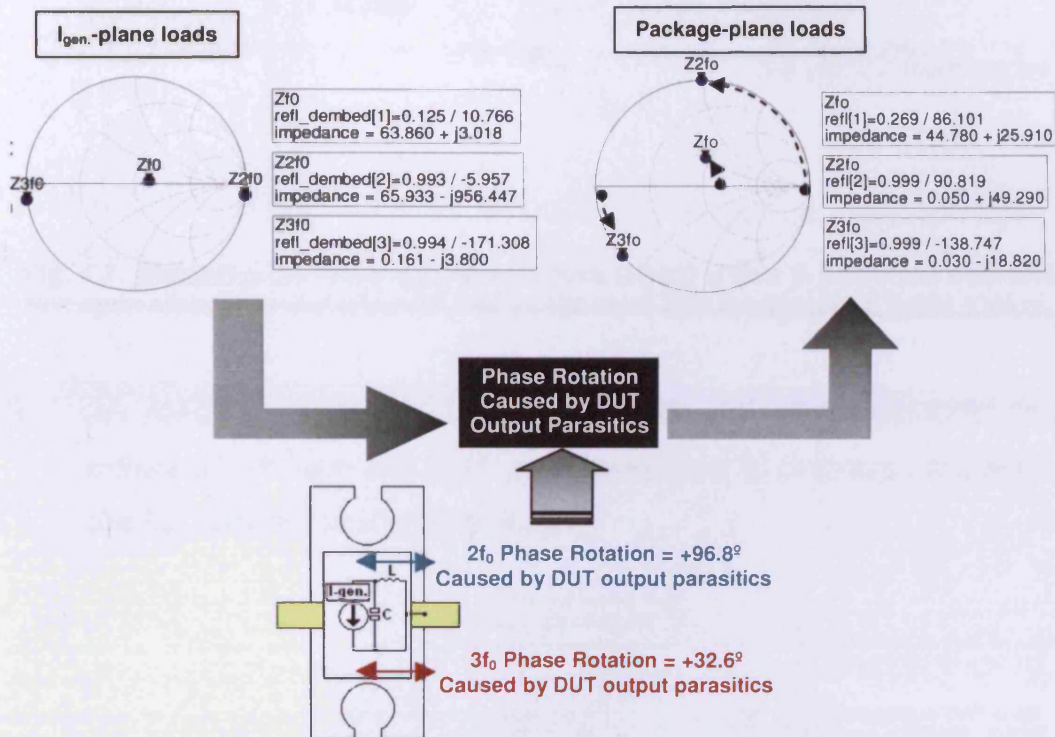 I gen.-plane loads
Package-plane loads
Zf0
Z3f0
Z2f0
Zf0
refl_dembed[1]=0.125 / 10.766
impedance = 63.860 + j3.018
Z2f0
refl_dembed[2]=0.993 / -5.957
impedance = 65.933 - j956.447
Z3f0
refl_dembed[3]=0.994 / -171.308
impedance = 0.161 - j3.800
Z2fo
Zfo
Z3fo
Zfo
refl[1]=0.269 / 86.101
impedance = 44.780 + j25.910
Z2fo
refl[2]=0.999 / 90.819
impedance = 0.050 + j49.290
Z3fo
refl[3]=0.999 / -138.747
impedance = 0.030 - j18.820
Phase Rotation
Caused by DUT
Output Parasitics
I-gen.
L
C
2f₀ Phase Rotation = +96.8º
Caused by DUT output parasitics
3f₀ Phase Rotation = +32.6º
Caused by DUT output parasitics